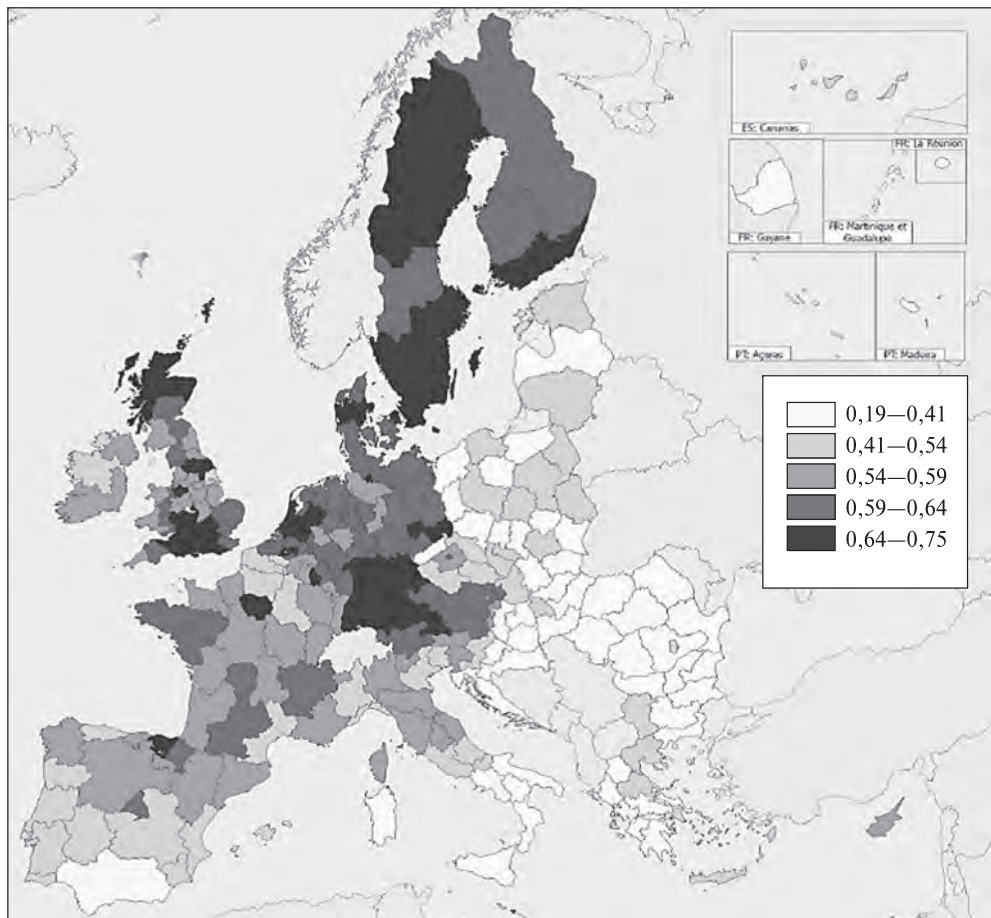 ES: Canarias
FR: La Réunion
FR: Guyane
FR: Martinique et
Guadalupe
PT: Açores
PT: Madeira
0,19—0,41
0,41—0,54
0,54—0,59
0,59—0,64
0,64—0,75